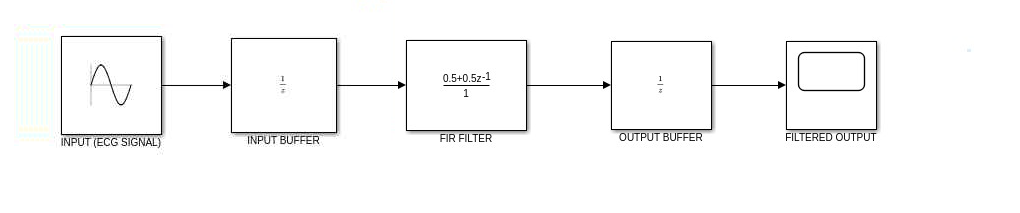 1
z
0.5+0.5z-1
1
1
z
INPUT (ECG SIGNAL)
INPUT BUFFER
FIR FILTER
OUTPUT BUFFER
FILTERED OUTPUT